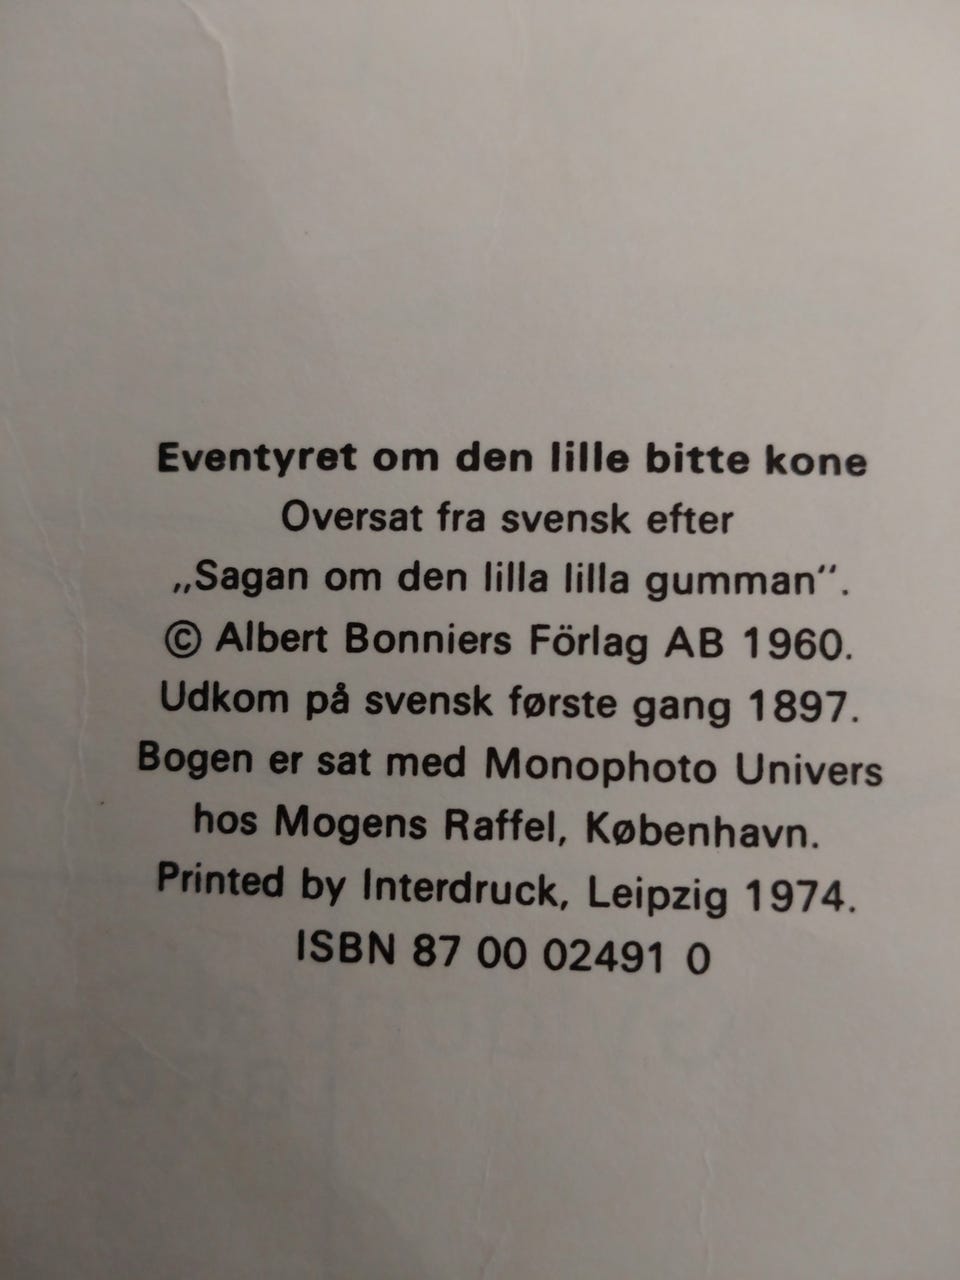 Eventyret om den lille bitte kone
Oversat fra svensk efter
„Sagan om den lilla lilla gumman“.
© Albert Bonniers Förlag AB 1960.
Udkom på svensk første gang 1897.
Bogen er sat med Monophoto Univers
hos Mogens Raffel, København.
Printed by Interdruck, Leipzig 1974.
ISBN 87 00 02491 0